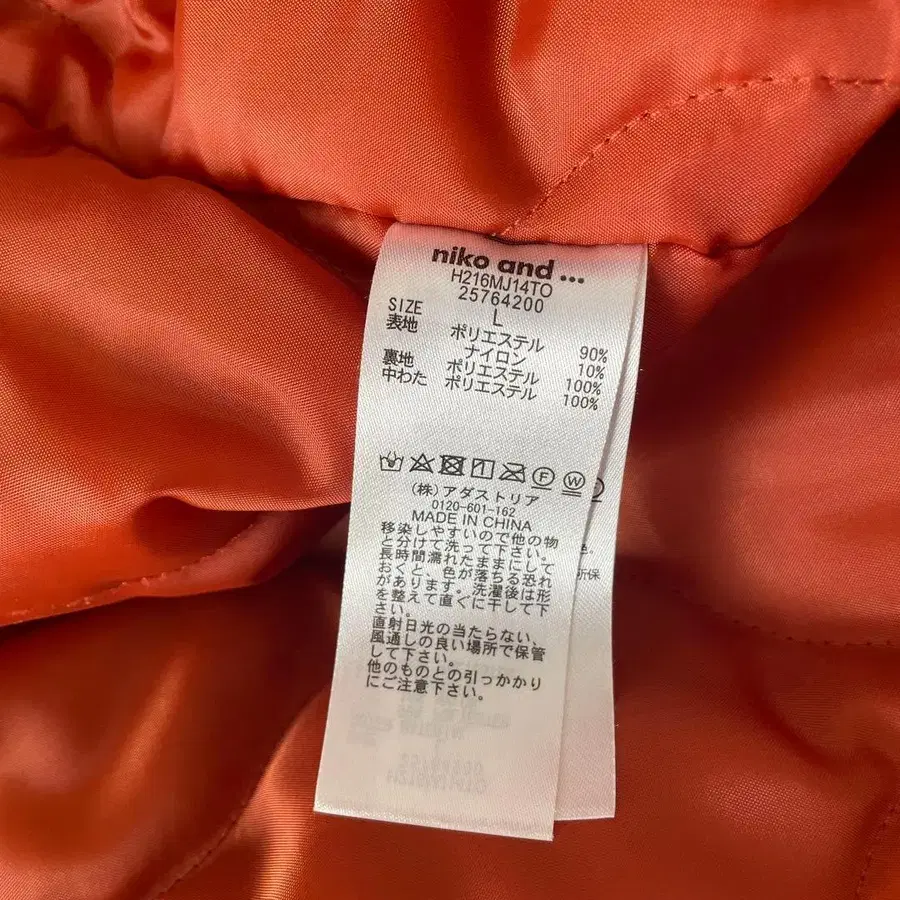 niko and ...
H216MJ14TO
25764200
SIZE L
表地 ポリエステル 90%
ナイロン 10%
裏地 ポリエステル 100%
中わた ポリエステル 100%
F W
(株)アダストリア
0120-601-162
MADE IN CHINA
移染しやすいので他の物
と分けて洗って下さい。
長時間濡れたままにして
おくと、色が落ちる恐れ
があります。洗濯後は形
を整えて直ぐに干して下
さい。
直射日光の当たらない、
風通しの良い場所で保管
して下さい。
他のものとの引っかかり
にご注意下さい。
色。
折保